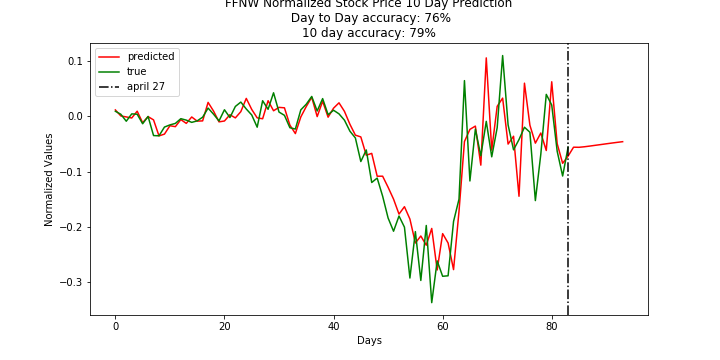 FFNW Normalized Stock Price 10 Day Prediction
Day to Day accuracy: 76%
10 day accuracy: 79%
predicted
true
april 27
Normalized Values
0.1
0.0
−0.1
−0.2
−0.3
0
20
40
60
80
Days